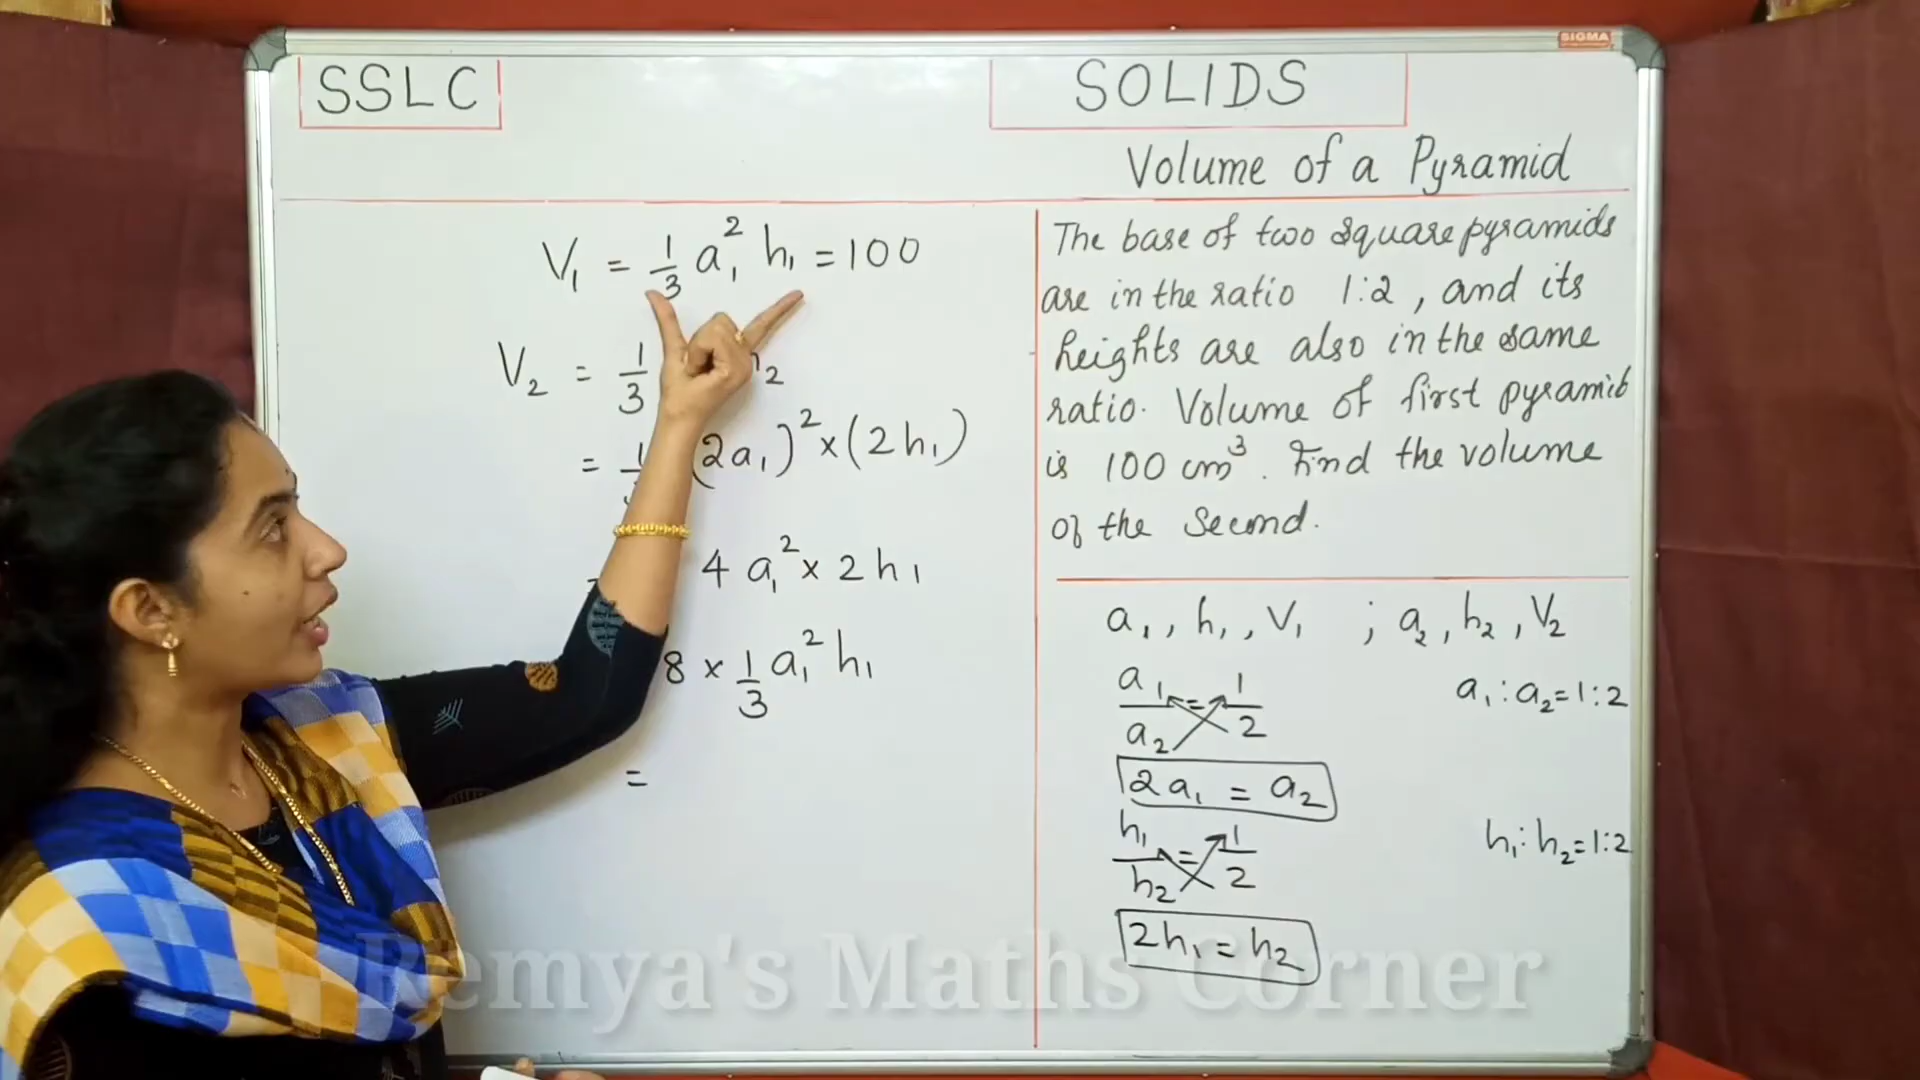 SIGMA
SSLC
SOLIDS
Volume of a Pyramid
V₁ = 1/3 a₁² h₁ = 100
V₂ = 1/3 h₂
= 1 (2a₁)² × (2h₁)
4 a₁² × 2h₁
8 × 1/3 a₁² h₁
=
The base of two square pyramids
are in the ratio 1:2, and its
heights are also in the same
ratio. Volume of first pyramid
is 100 cm³. Find the volume
of the Second.
a₁, h₁, V₁ ; a₂, h₂, V₂
a₁/a₂ = 1/2 a₁:a₂=1:2
2a₁ = a₂
h₁/h₂ = 1/2 h₁:h₂=1:2
2h₁ = h₂
Remya's Maths Corner